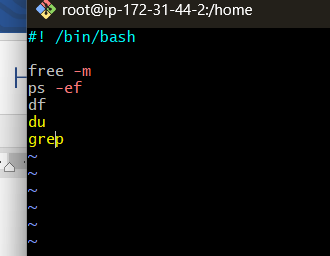 root@ip-172-31-44-2:/home
#! /bin/bash
free -m
ps -ef
df
du
grep
~
~
~
~
~
~